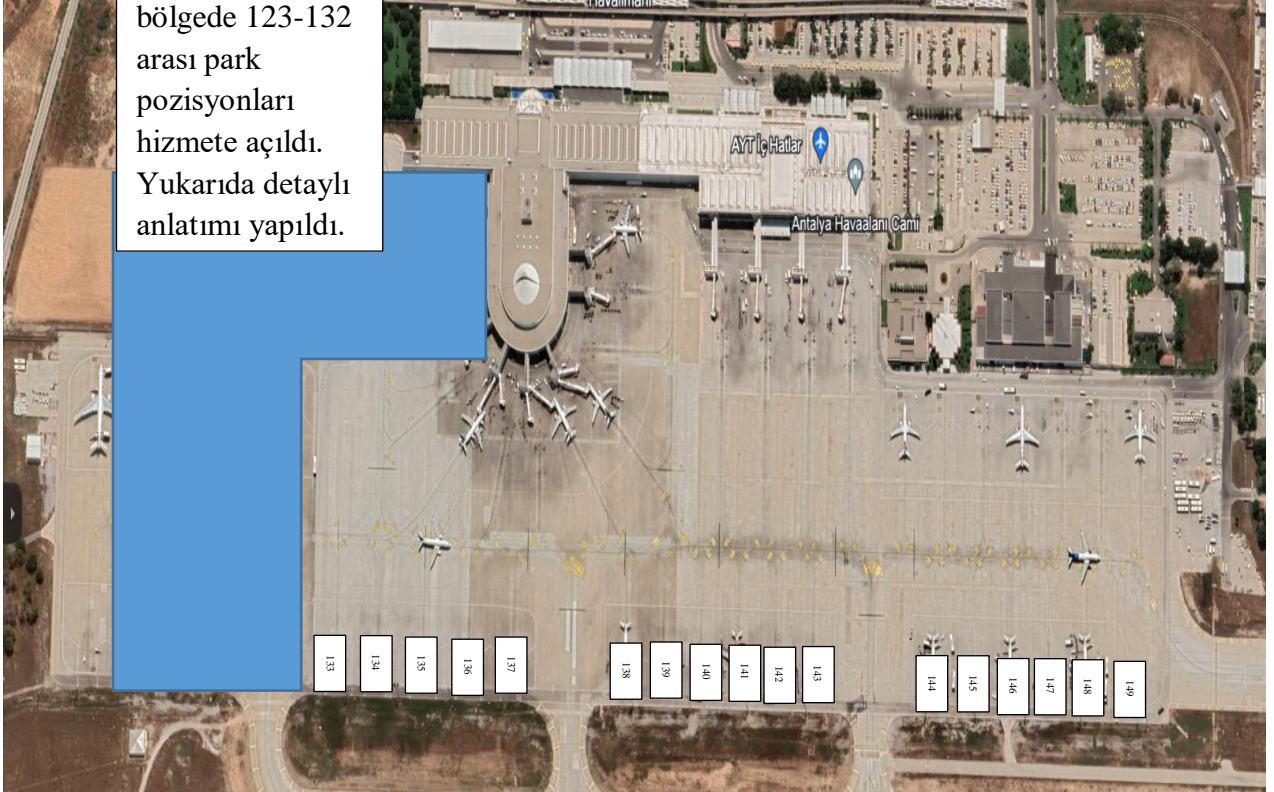 Havalimanı
bölgede 123-132
arası park
pozisyonları
hizmete açıldı.
Yukarıda detaylı
anlatımı yapıldı.
AYT İç Hatlar
Antalya Havaalanı Cami
133
134
135
136
137
138
139
140
141
142
143
144
145
146
147
148
149